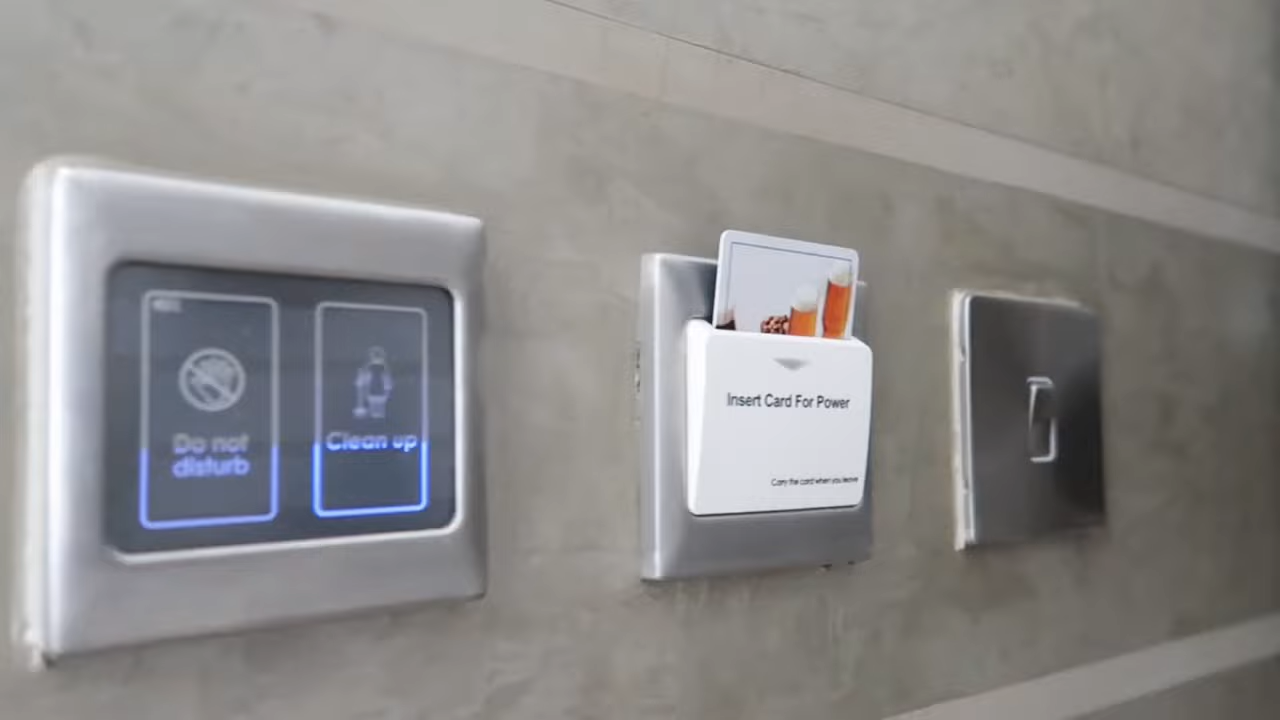 Do not
disturb
Clean up
Insert Card For Power
Carry the card when you leave